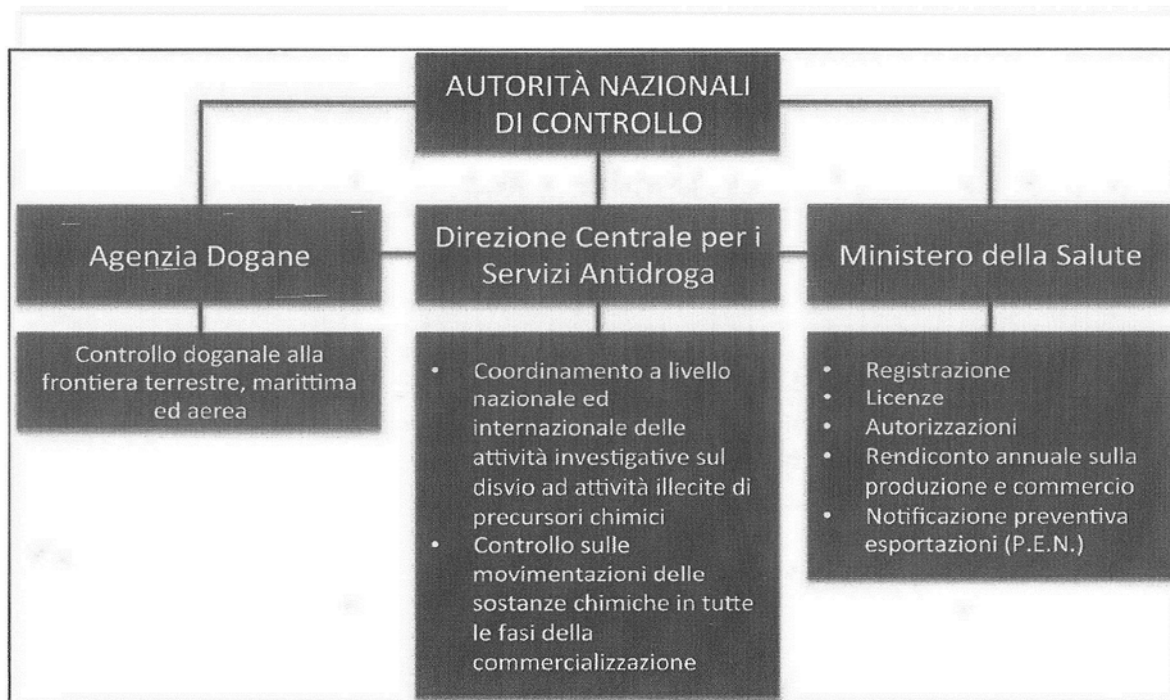 AUTORITÀ NAZIONALI
DI CONTROLLO
Agenzia Dogane
Direzione Centrale per i
Servizi Antidroga
Ministero della Salute
Controllo doganale alla
frontiera terrestre, marittima
ed aerea
• Coordinamento a livello
nazionale ed
internazionale delle
attività investigative sul
disvio ad attività illecite di
precursori chimici
• Controllo sulle
movimentazioni delle
sostanze chimiche in tutte
le fasi della
commercializzazione
• Registrazione
• Licenze
• Autorizzazioni
• Rendiconto annuale sulla
produzione e commercio
• Notificazione preventiva
esportazioni (P.E.N.)